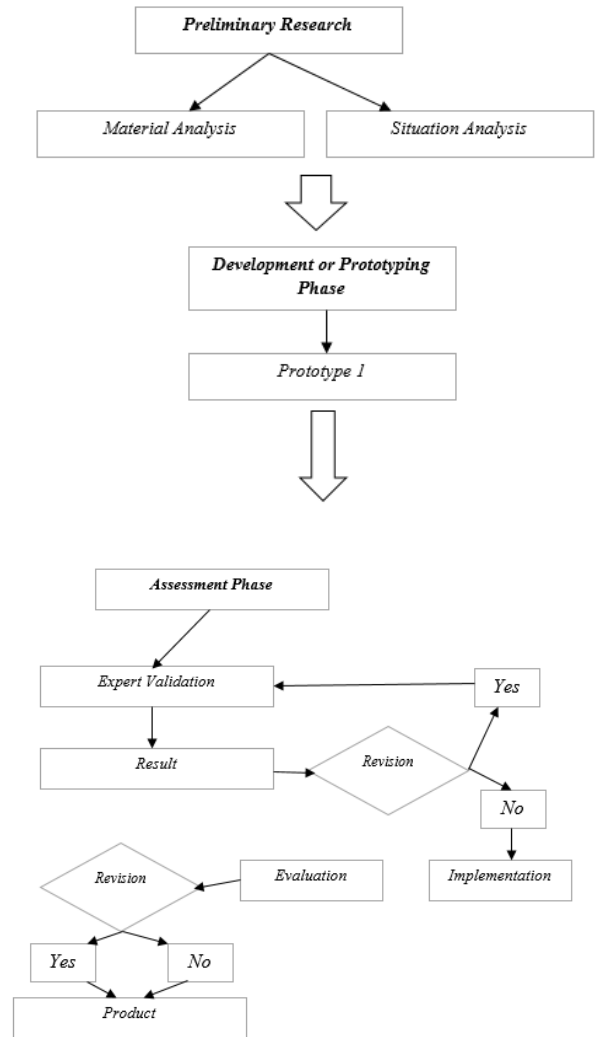 Preliminary Research
Material Analysis
Situation Analysis
Development or Prototyping
Phase
Prototype 1
Assessment Phase
Expert Validation
Yes
Result
Revision
No
Revision
Evaluation
Implementation
Yes
No
Product